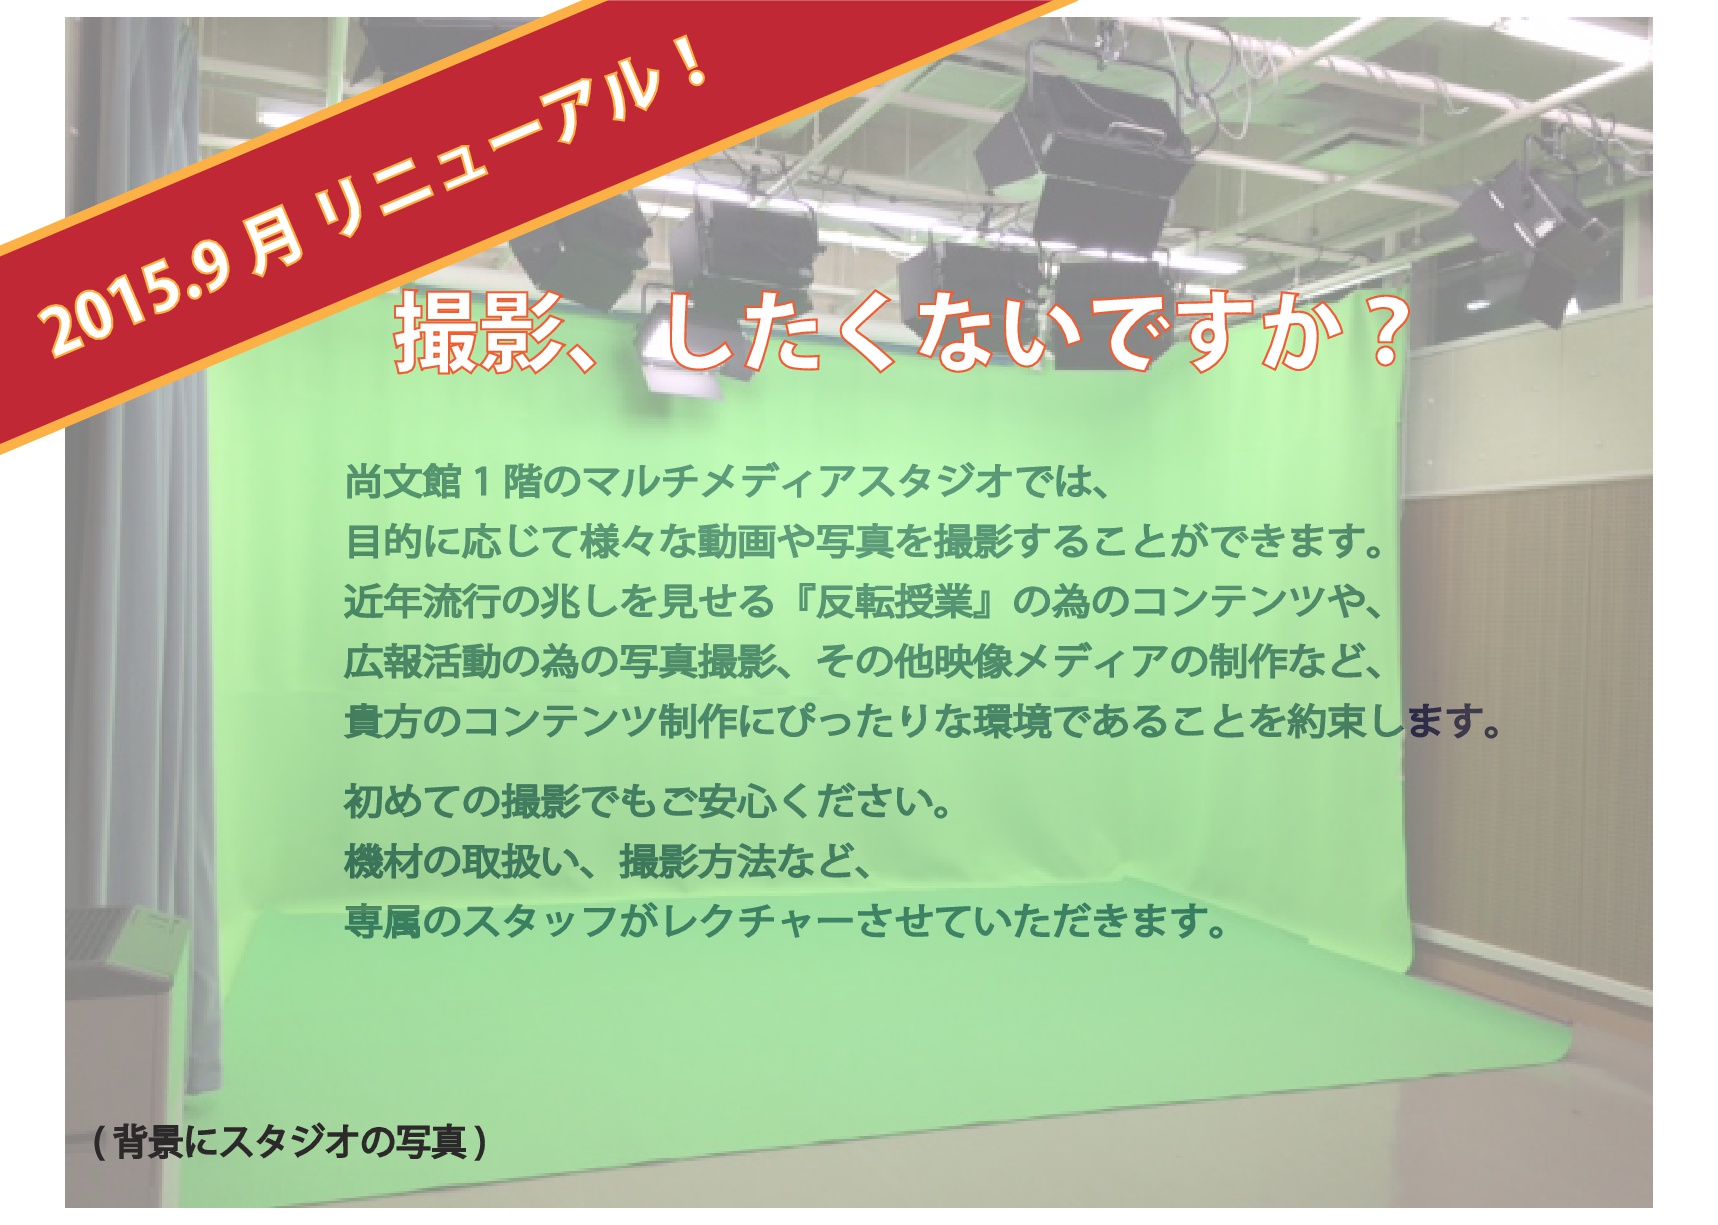 2015.9 月 リニューアル！
撮影、したくないですか？
尚文館 1 階のマルチメディアスタジオでは、
目的に応じて様々な動画や写真を撮影することができます。
近年流行の兆しを見せる『反転授業』の為のコンテンツや、
広報活動の為の写真撮影、その他映像メディアの制作など、
貴方のコンテンツ制作にぴったりな環境であることを約束します。
初めての撮影でもご安心ください。
機材の取扱い、撮影方法など、
専属のスタッフがレクチャーさせていただきます。
( 背景にスタジオの写真 )